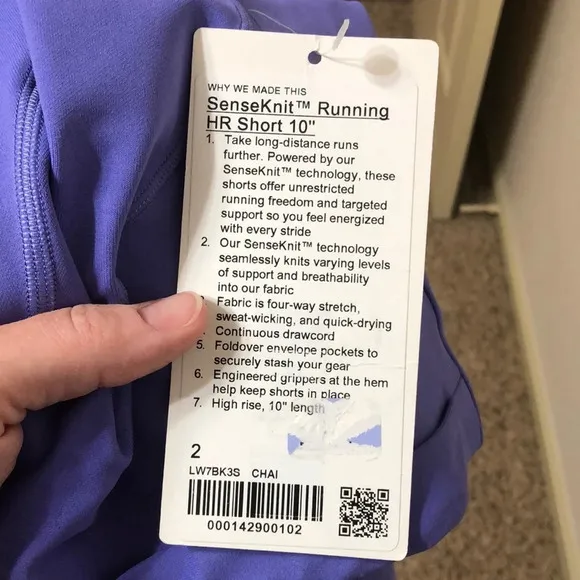 WHY WE MADE THIS
SenseKnit™ Running
HR Short 10"
1. Take long-distance runs
further. Powered by our
SenseKnit™ technology, these
shorts offer unrestricted
running freedom and targeted
support so you feel energized
with every stride
2. Our SenseKnit™ technology
seamlessly knits varying levels
of support and breathability
into our fabric
Fabric is four-way stretch,
sweat-wicking, and quick-drying
Continuous drawcord
5. Foldover envelope pockets to
securely stash your gear
6. Engineered grippers at the hem
help keep shorts in place
7. High rise, 10" length
2
LW7BK3S CHAI
000142900102